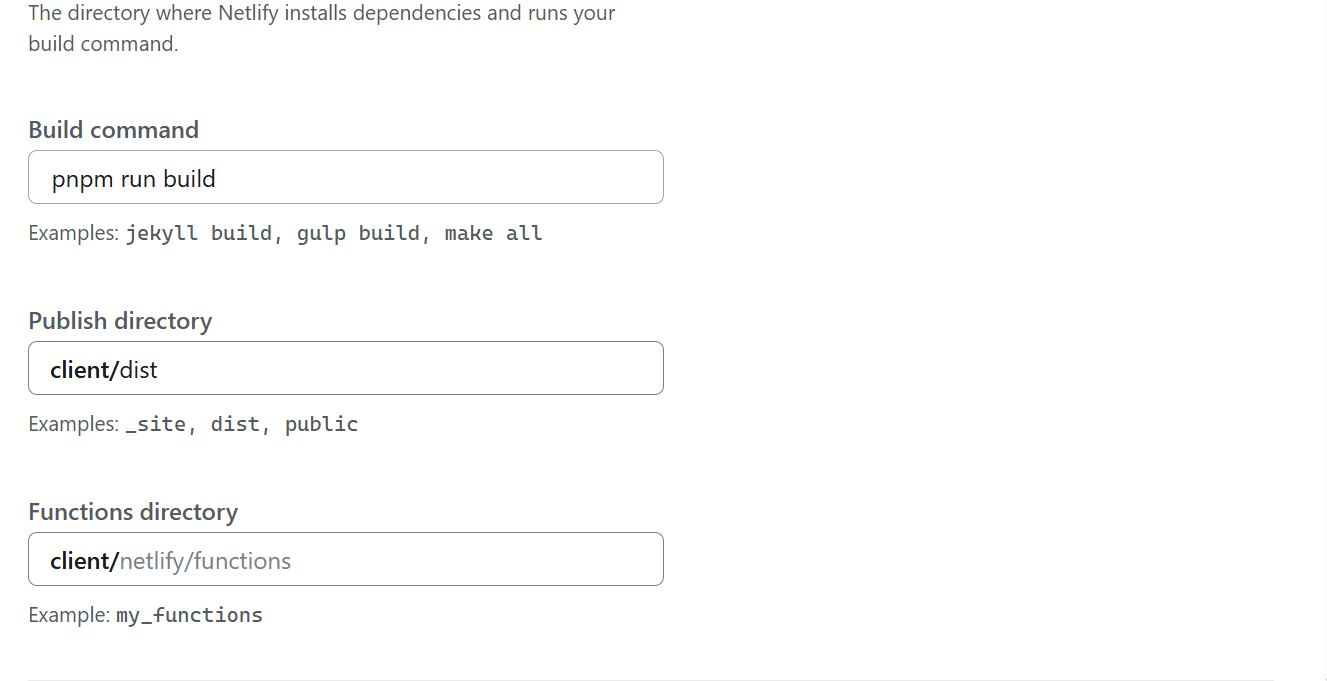 The directory where Netlify installs dependencies and runs your
build command.
Build command
pnpm run build
Examples: jekyll build, gulp build, make all
Publish directory
client/dist
Examples: _site, dist, public
Functions directory
client/netlify/functions
Example: my_functions